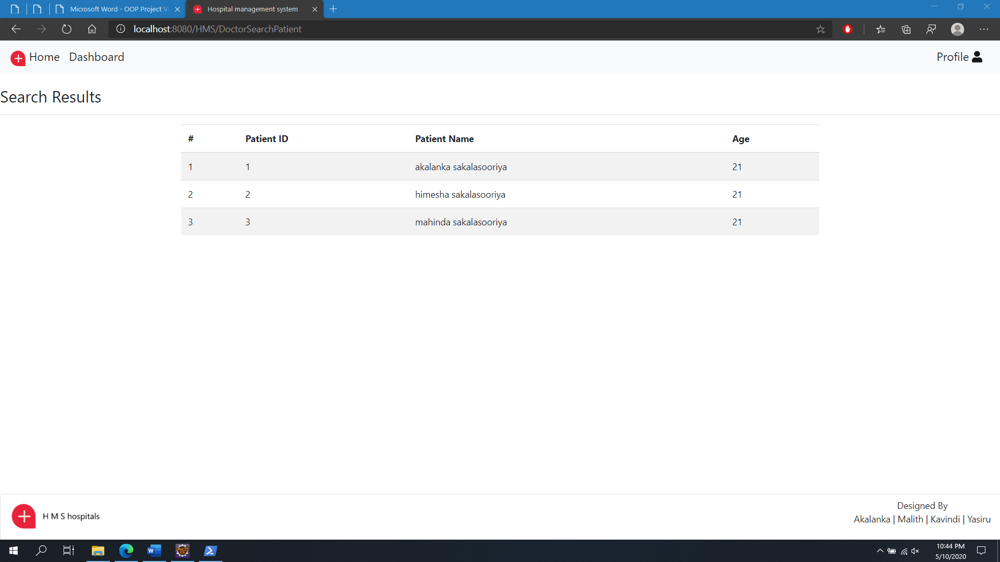 Microsoft Word - OOP Project V
Hospital management system
localhost:8080/HMS/DoctorSearchPatient
Home Dashboard Profile
Search Results
# Patient ID Patient Name Age
1 1 akalanka sakalasooriya 21
2 2 himesha sakalasooriya 21
3 3 mahinda sakalasooriya 21
H M S hospitals
Designed By
Akalanka | Malith | Kavindi | Yasiru
10:44 PM
5/10/2020